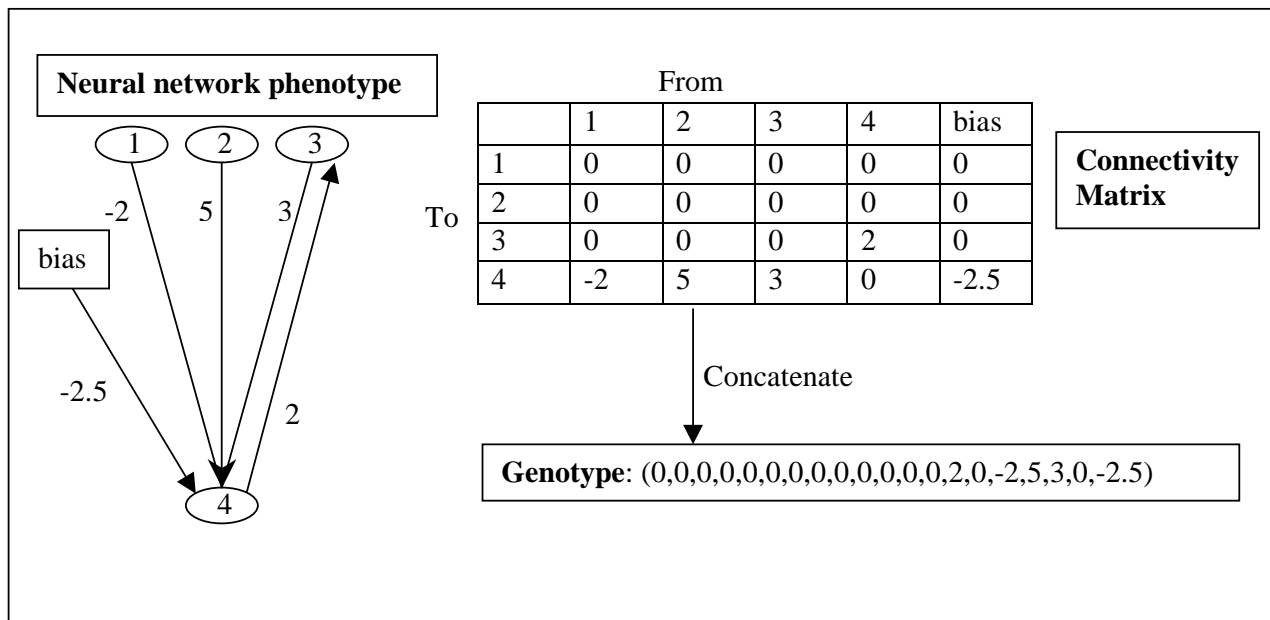 Neural network phenotype
1 2 3
-2 5 3
bias
-2.5
2
4
From
1 2 3 4 bias
1 0 0 0 0 0
2 0 0 0 0 0
To
3 0 0 0 2 0
4 -2 5 3 0 -2.5
Connectivity
Matrix
Concatenate
Genotype: (0,0,0,0,0,0,0,0,0,0,0,0,0,2,0,-2,5,3,0,-2.5)